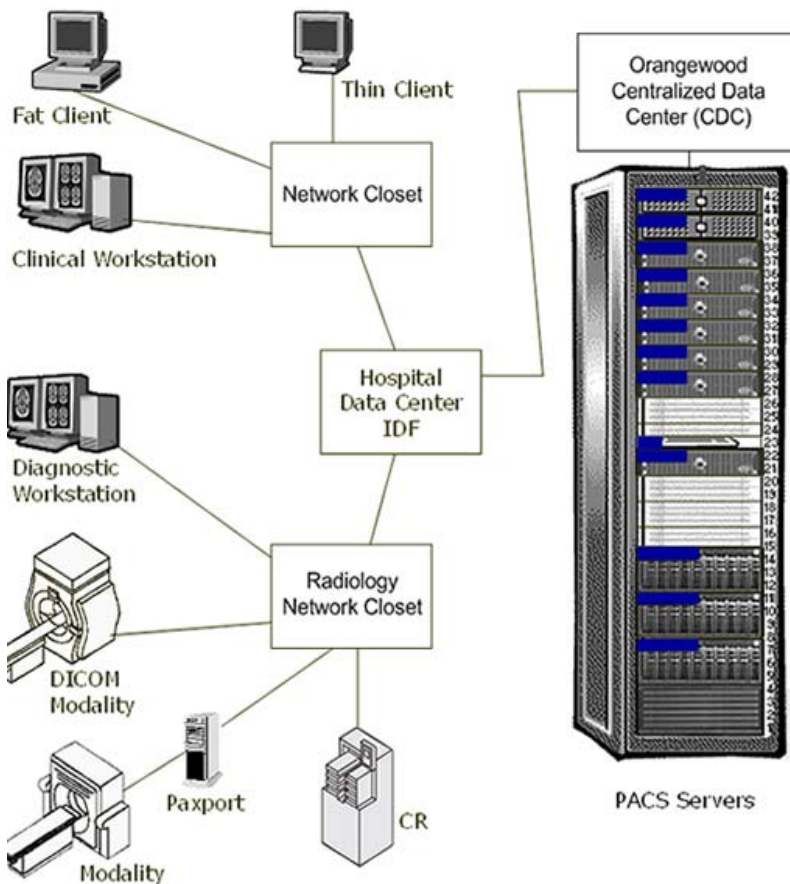 Fat Client
Thin Client
Orangewood
Centralized Data
Center (CDC)
Network Closet
Clinical Workstation
Hospital
Data Center
IDF
Diagnostic
Workstation
Radiology
Network Closet
DICOM
Modality
Paxport
CR
Modality
PACS Servers